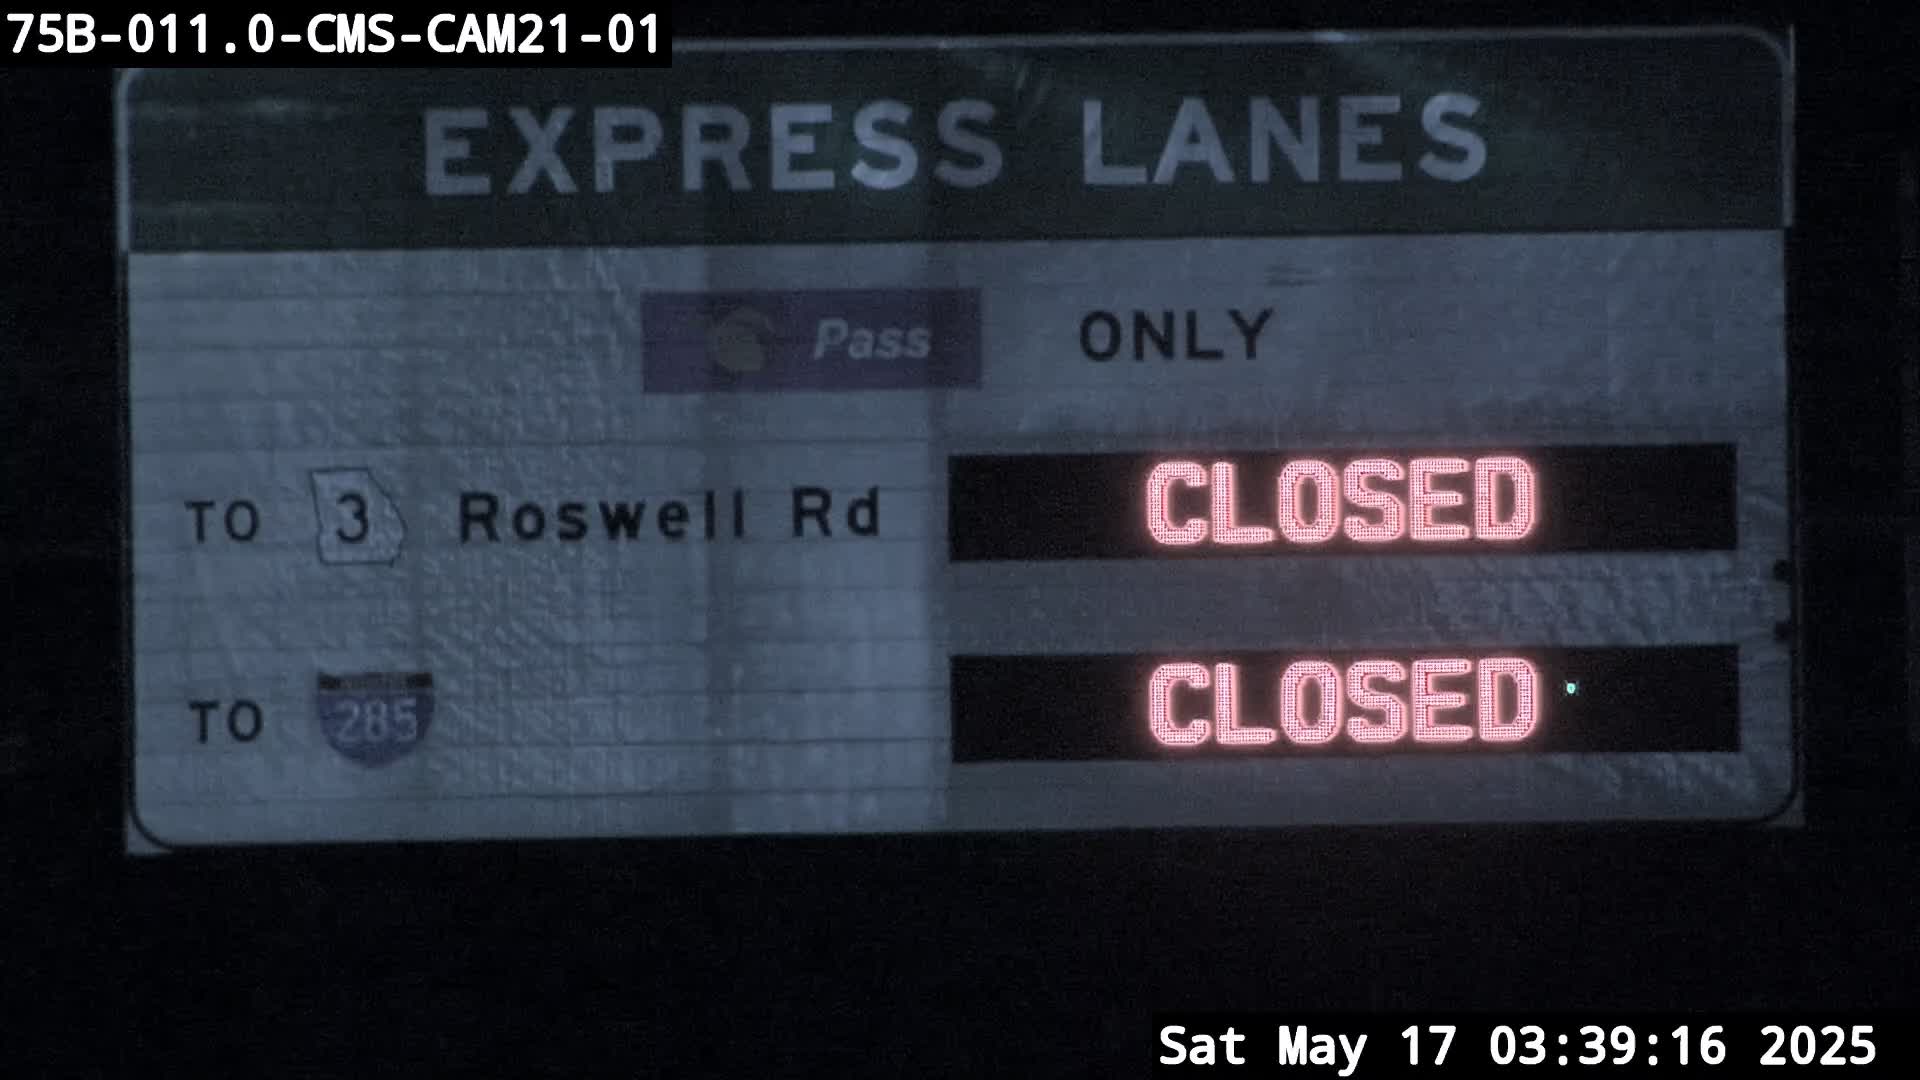 75B-011.0-CMS-CAM21-01
EXPRESS LANES
Pass ONLY
TO 3 Roswell Rd CLOSED
TO 285 CLOSED
Sat May 17 03:39:16 2025